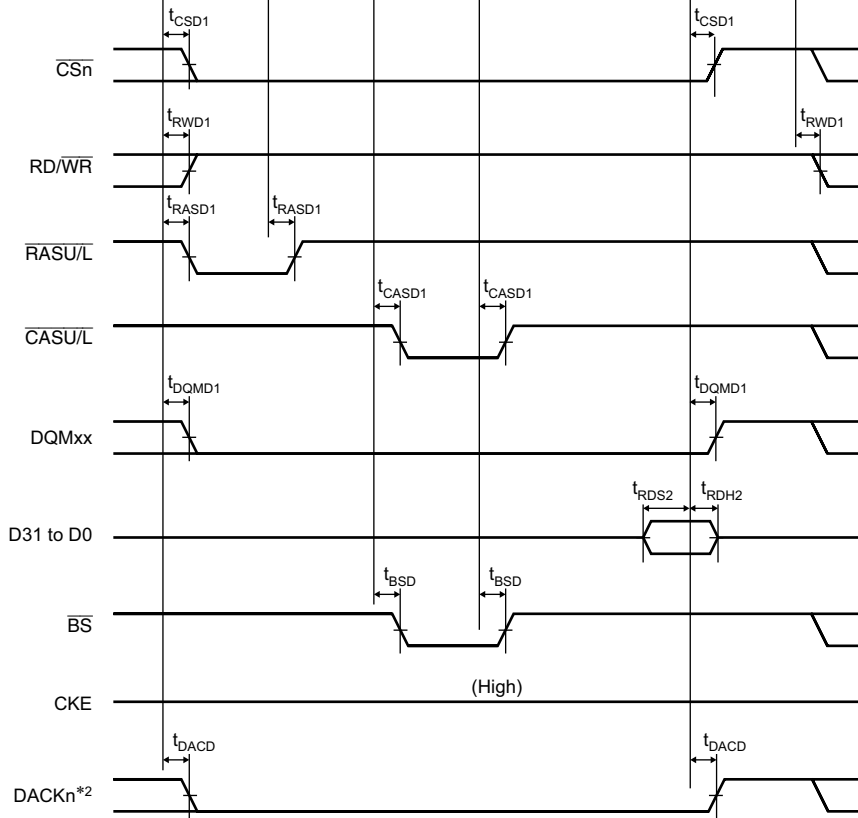 tCSD1 tCSD1
CSn
tRWD1 tRWD1
RD/WR
tRASD1 tRASD1
RASU/L
tCASD1 tCASD1
CASU/L
tDQMD1 tDQMD1
DQMxx
tRDS2 tRDH2
D31 to D0
tBSD tBSD
BS
(High)
CKE
tDACD tDACD
DACKn*2